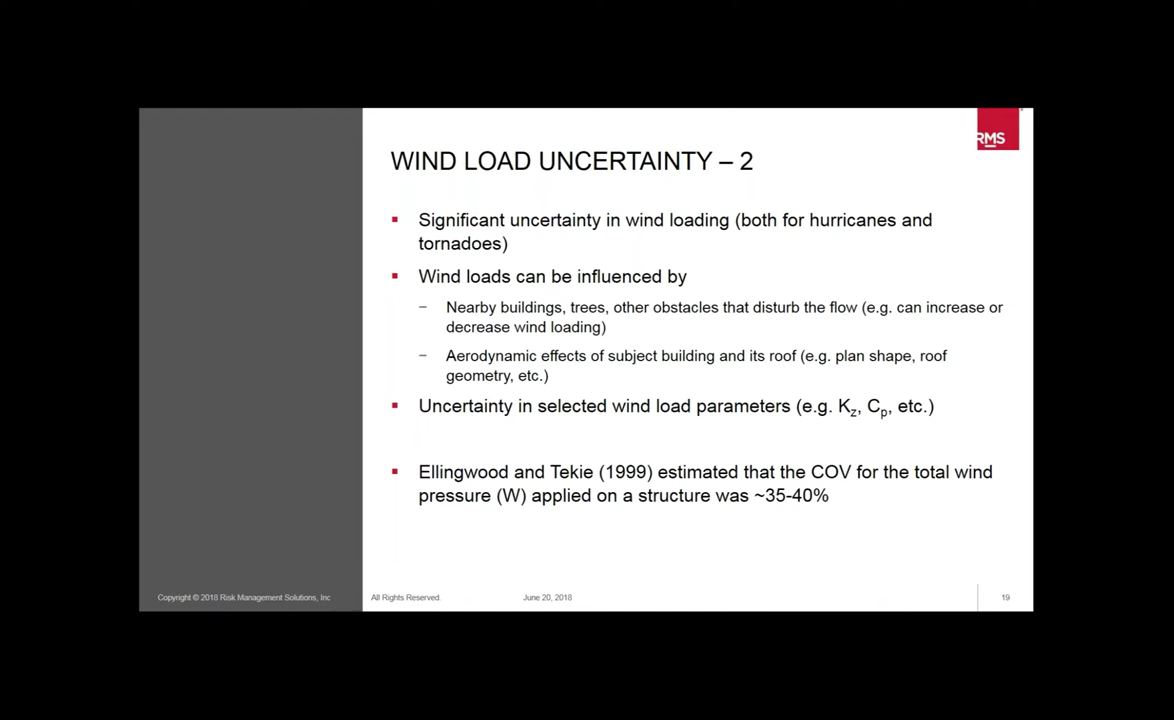 RMS
WIND LOAD UNCERTAINTY – 2
▪ Significant uncertainty in wind loading (both for hurricanes and
tornadoes)
▪ Wind loads can be influenced by
– Nearby buildings, trees, other obstacles that disturb the flow (e.g. can increase or
decrease wind loading)
– Aerodynamic effects of subject building and its roof (e.g. plan shape, roof
geometry, etc.)
▪ Uncertainty in selected wind load parameters (e.g. Kz, Cp, etc.)
▪ Ellingwood and Tekie (1999) estimated that the COV for the total wind
pressure (W) applied on a structure was ~35-40%
Copyright © 2018 Risk Management Solutions, Inc All Rights Reserved. June 20, 2018 19